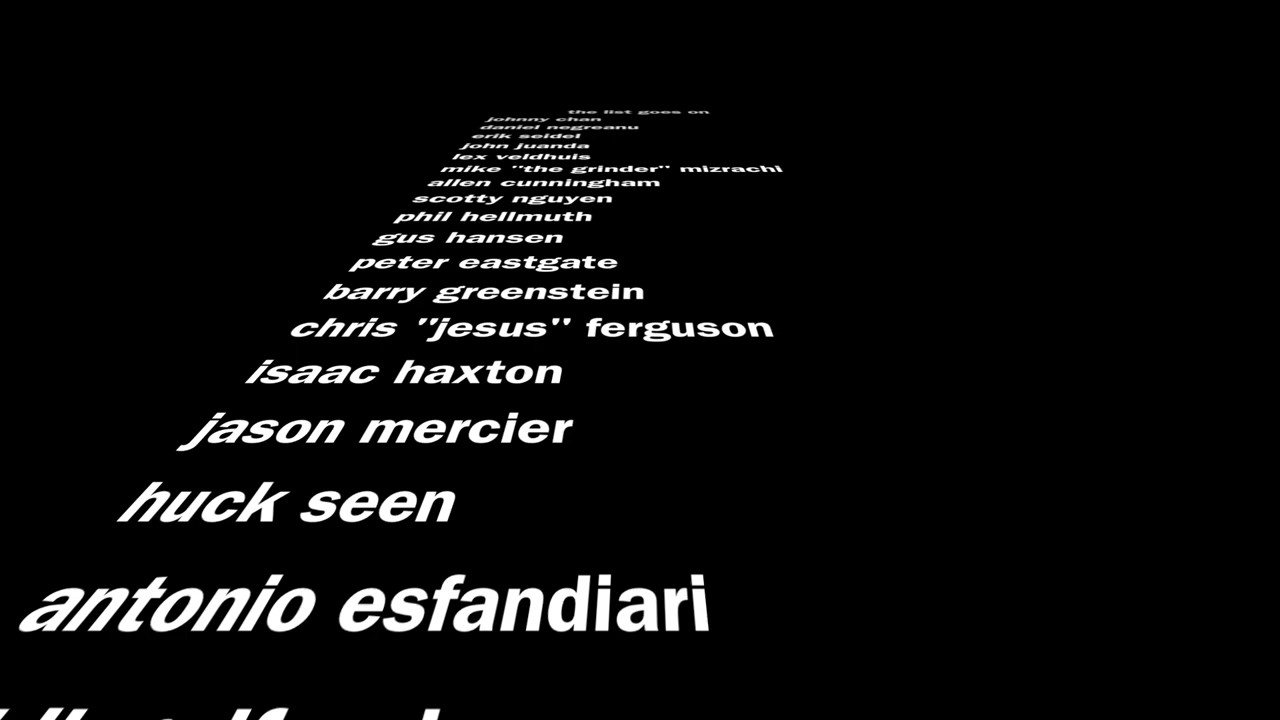 the list goes on
johnny chan
daniel negreanu
erik seidel
john juanda
lex veldhuis
mike "the grinder" mizrachi
allen cunningham
scotty nguyen
phil hellmuth
gus hansen
peter eastgate
barry greenstein
chris "jesus" ferguson
isaac haxton
jason mercier
huck seen
antonio esfandiari